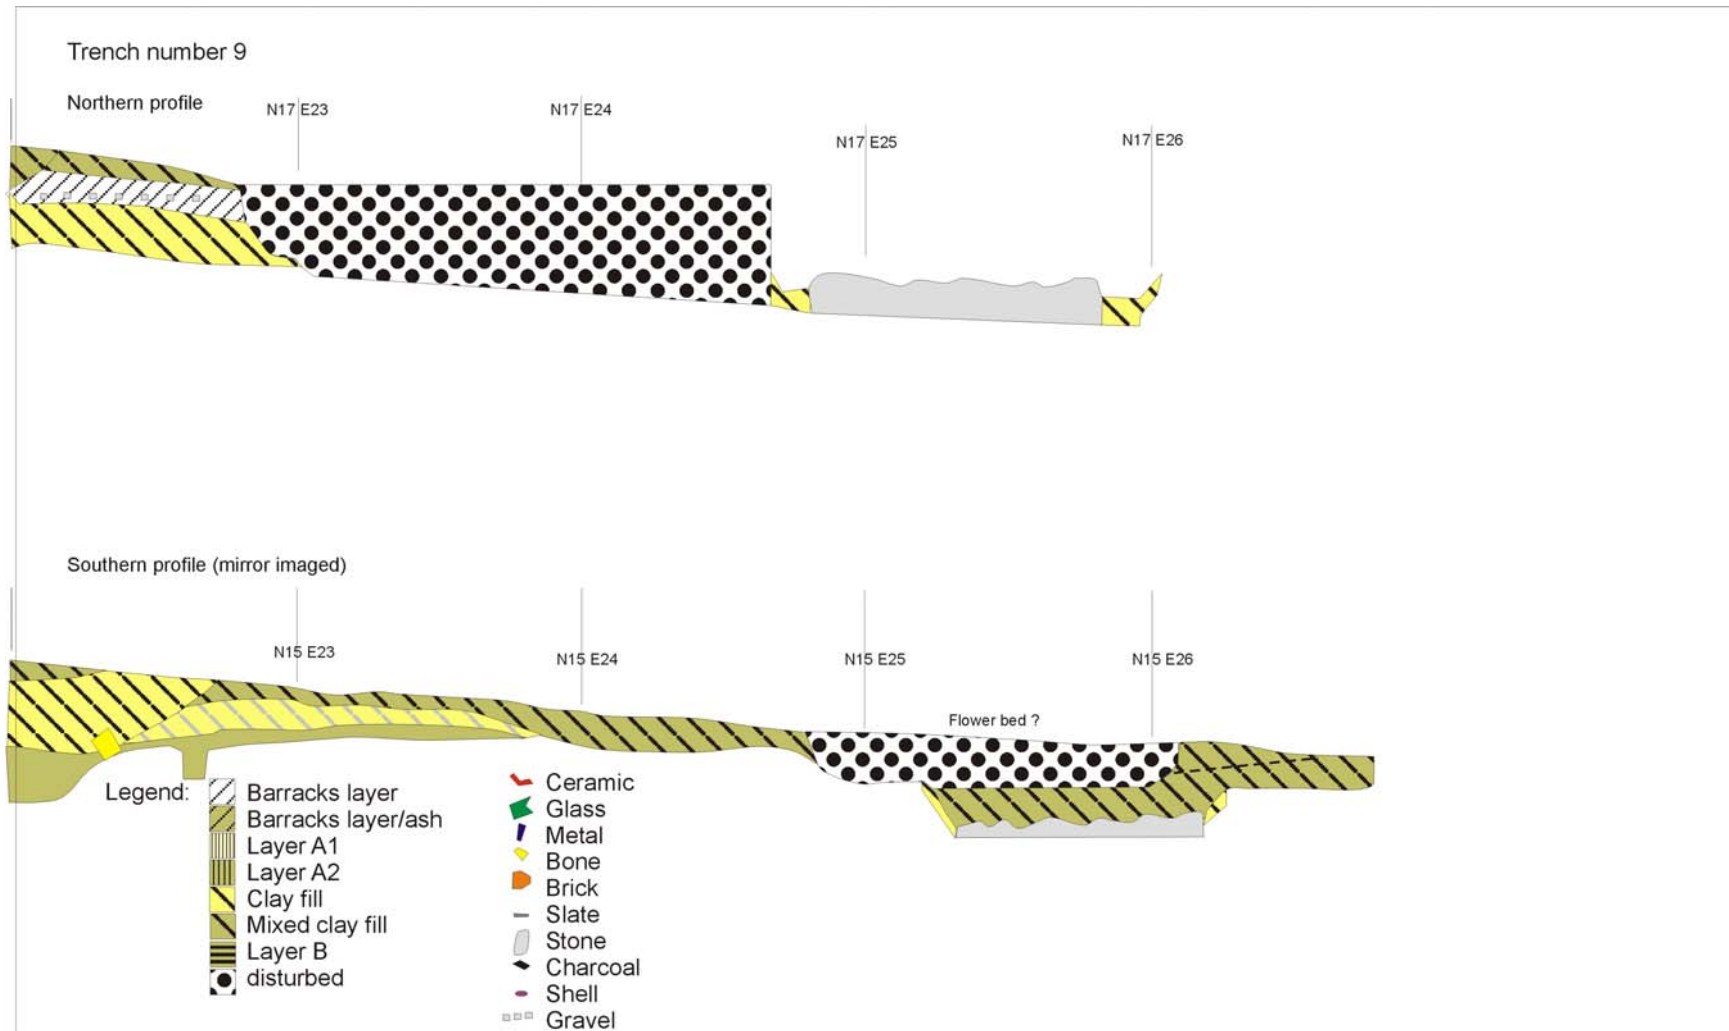 Trench number 9
Northern profile
N17 E23
N17 E24
N17 E25
N17 E26
Southern profile (mirror imaged)
N15 E23
N15 E24
N15 E25
N15 E26
Flower bed ?
Legend:
Barracks layer
Barracks layer/ash
Layer A1
Layer A2
Clay fill
Mixed clay fill
Layer B
disturbed
Ceramic
Glass
Metal
Bone
Brick
Slate
Stone
Charcoal
Shell
Gravel